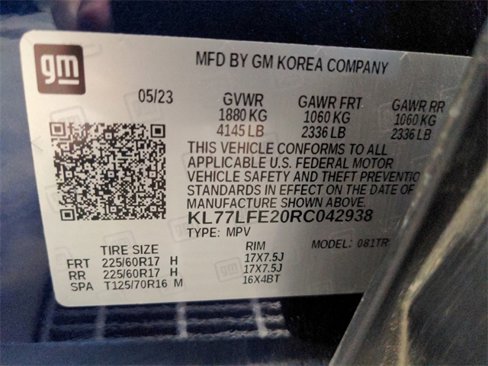 gm
MFD BY GM KOREA COMPANY
05/23 GVWR GAWR FRT GAWR RR
1880 KG 1060 KG 1060 KG
4145 LB 2336 LB 2336 LB
THIS VEHICLE CONFORMS TO ALL
APPLICABLE U.S. FEDERAL MOTOR
VEHICLE SAFETY AND THEFT PREVENTIO
STANDARDS IN EFFECT ON THE DATE OF
MANUFACTURE SHOWN ABOVE.
KL77LFE20RC042938
TYPE: MPV MODEL: 081TR
TIRE SIZE RIM
FRT 225/60R17 H 17X7.5J
RR 225/60R17 H 17X7.5J
SPA T125/70R16 M 16X4BT